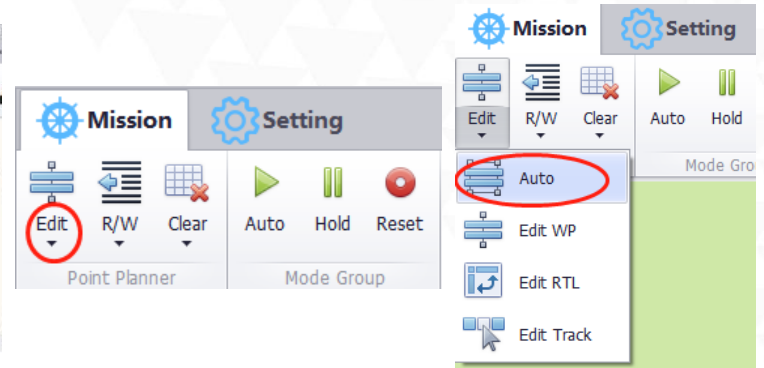 Mission
Setting
Edit
R/W
Clear
Auto
Hold
Reset
Point Planner
Mode Group
Mission
Setting
Edit
R/W
Clear
Auto
Hold
Mode Gro
Auto
Edit WP
Edit RTL
Edit Track